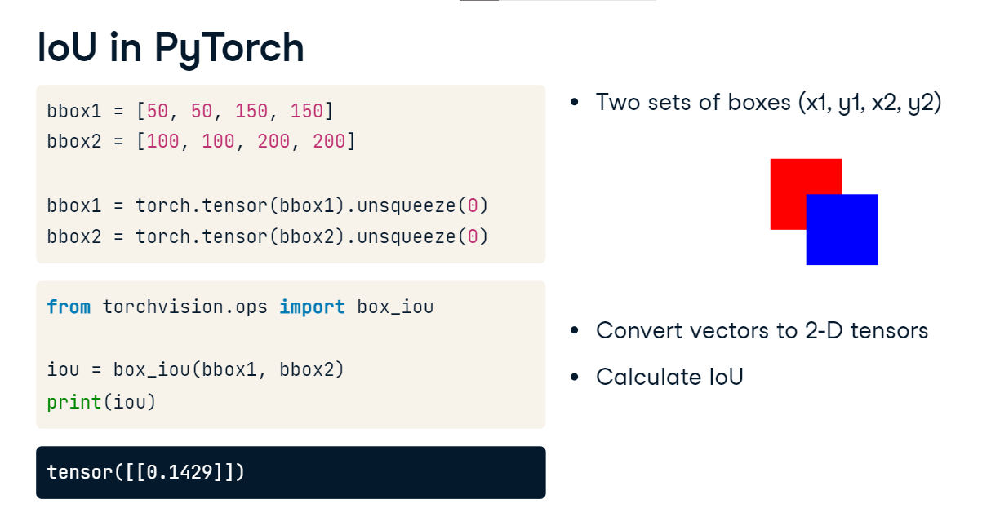 IoU in PyTorch
bbox1 = [50, 50, 150, 150]
bbox2 = [100, 100, 200, 200]
bbox1 = torch.tensor(bbox1).unsqueeze(0)
bbox2 = torch.tensor(bbox2).unsqueeze(0)
from torchvision.ops import box_iou
iou = box_iou(bbox1, bbox2)
print(iou)
tensor([[0.1429]])
• Two sets of boxes (x1, y1, x2, y2)
• Convert vectors to 2-D tensors
• Calculate IoU